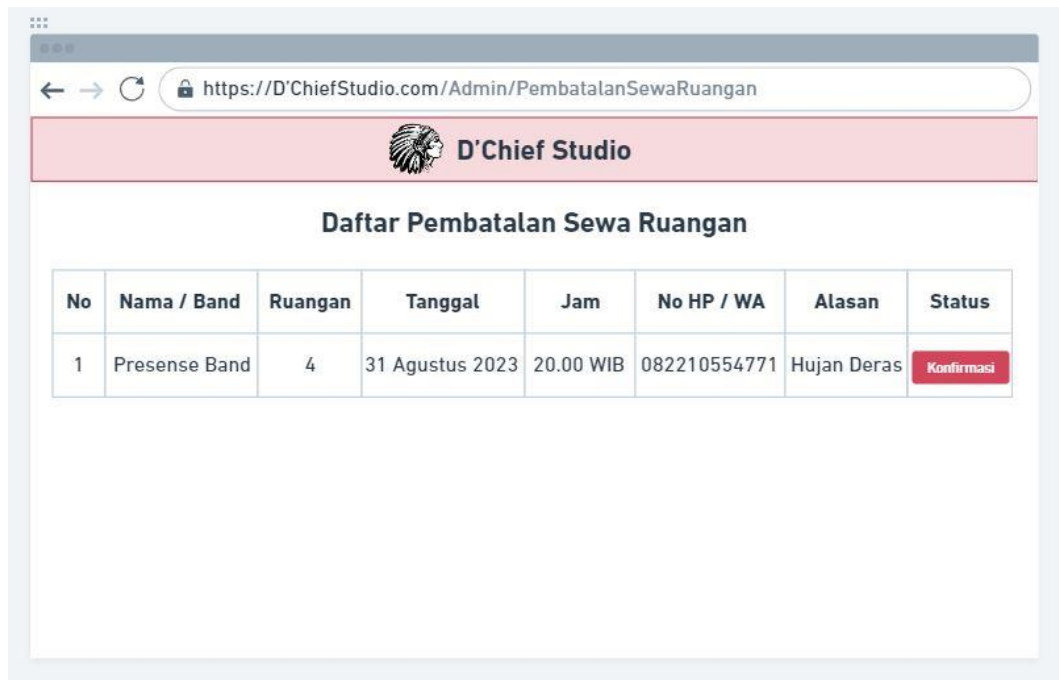 https://D'ChiefStudio.com/Admin/PembatalanSewaRuangan
D'Chief Studio
Daftar Pembatalan Sewa Ruangan
No Nama / Band Ruangan Tanggal Jam No HP / WA Alasan Status
1 Presense Band 4 31 Agustus 2023 20.00 WIB 082210554771 Hujan Deras Konfirmasi